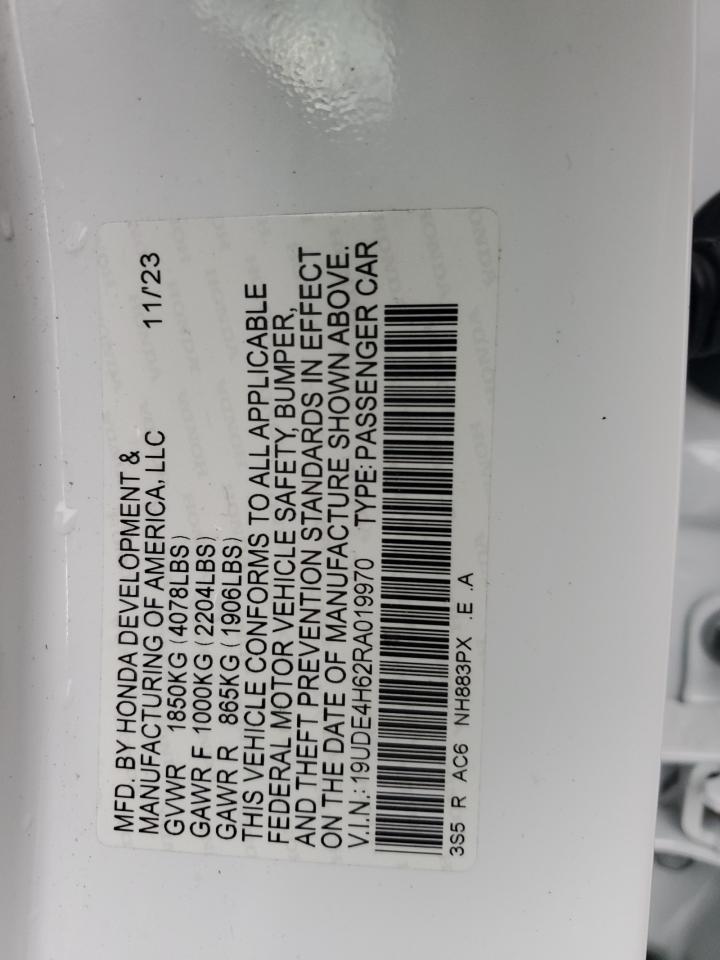 MFD. BY HONDA DEVELOPMENT &
MANUFACTURING OF AMERICA, LLC 11/'23
GVWR 1850KG (4078LBS)
GAWR F 1000KG (2204LBS)
GAWR R 865KG (1906LBS)
THIS VEHICLE CONFORMS TO ALL APPLICABLE
FEDERAL MOTOR VEHICLE SAFETY, BUMPER,
AND THEFT PREVENTION STANDARDS IN EFFECT
ON THE DATE OF MANUFACTURE SHOWN ABOVE.
V.I.N.: 19UDE4H62RA019970 TYPE: PASSENGER CAR
3S5 R AC6 NH883PX .E .A